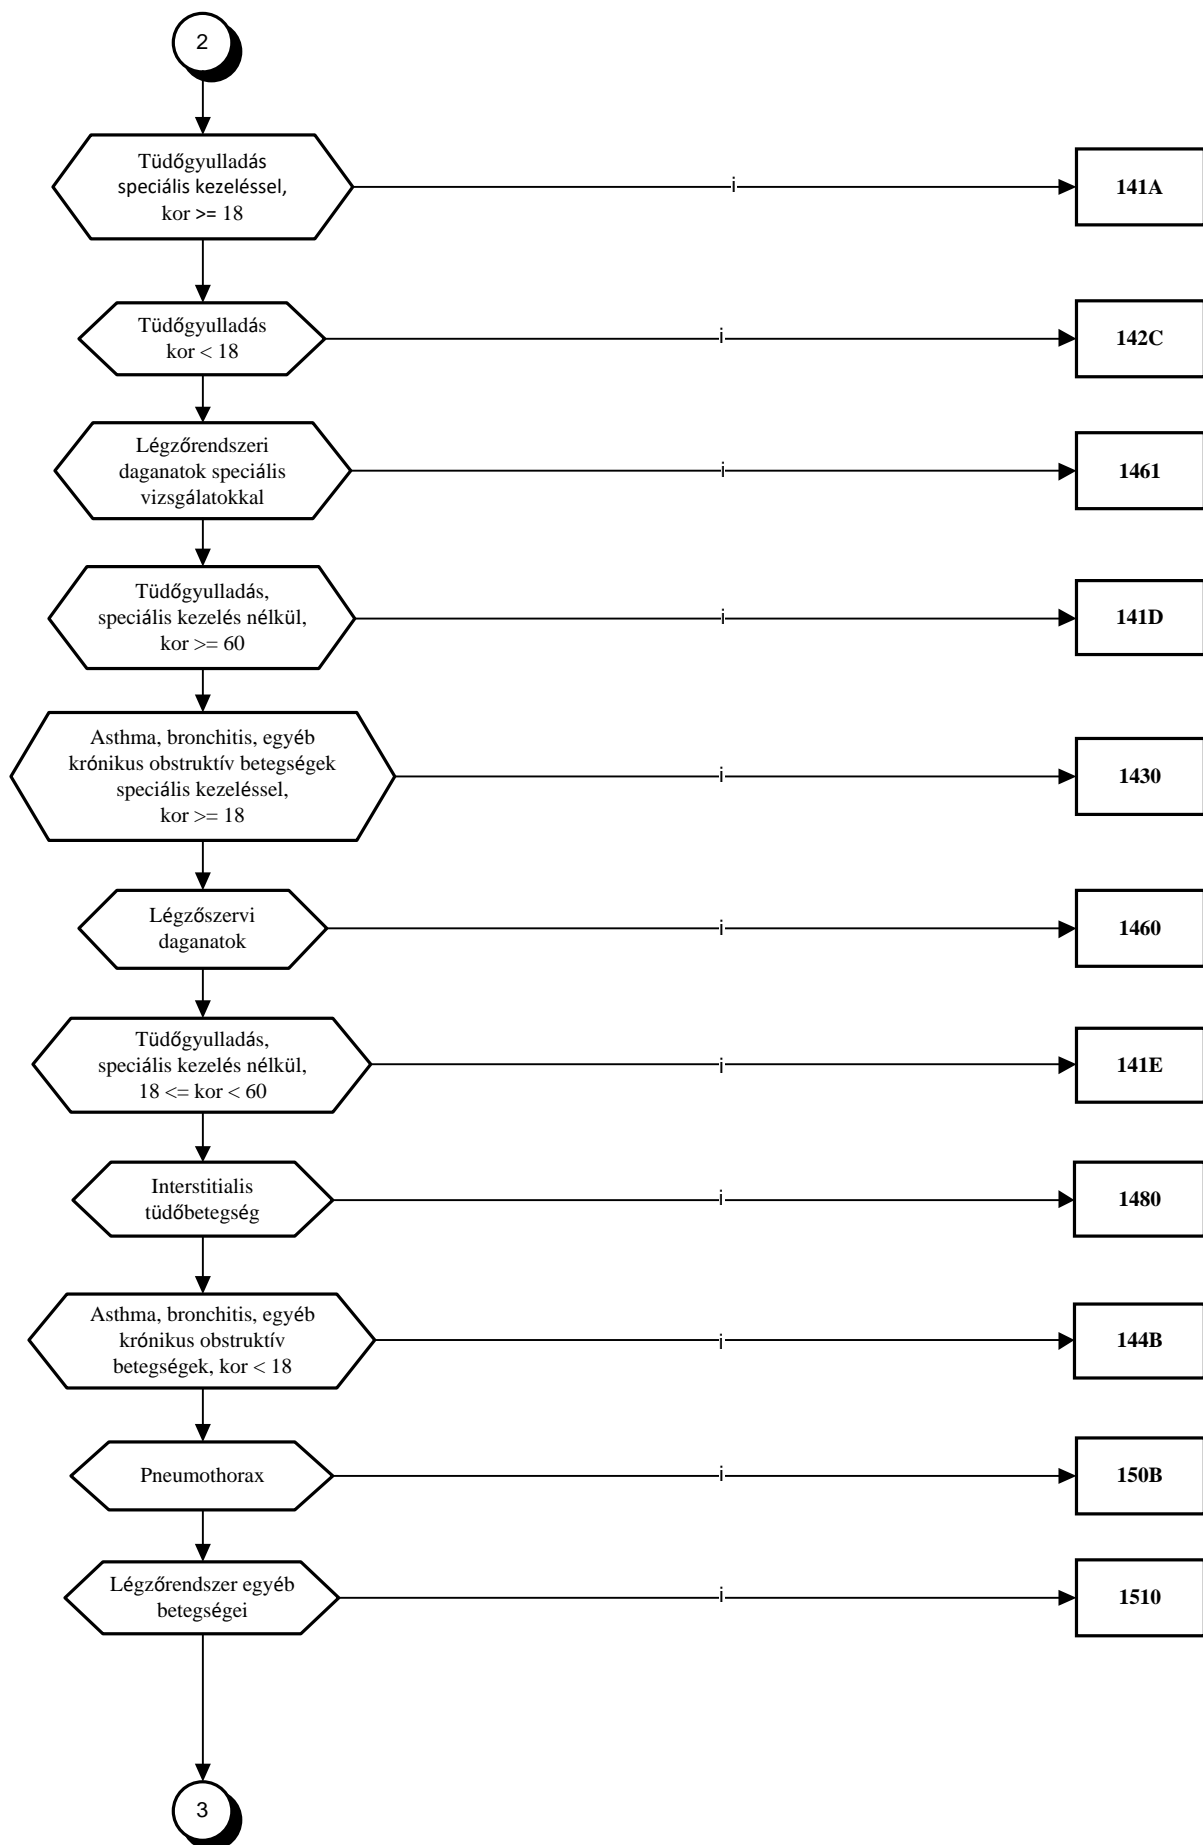 2
Tüdőgyulladás
speciális kezeléssel,
kor >= 18
i
141A
Tüdőgyulladás
kor < 18
i
142C
Légzőrendszeri
daganatok speciális
vizsgálatokkal
i
1461
Tüdőgyulladás,
speciális kezelés nélkül,
kor >= 60
i
141D
Asthma, bronchitis, egyéb
krónikus obstruktív betegségek
speciális kezeléssel,
kor >= 18
i
1430
Légzőszervi
daganatok
i
1460
Tüdőgyulladás,
speciális kezelés nélkül,
18 <= kor < 60
i
141E
Interstitialis
tüdőbetegség
i
1480
Asthma, bronchitis, egyéb
krónikus obstruktív
betegségek, kor < 18
i
144B
Pneumothorax
i
150B
Légzőrendszer egyéb
betegségei
i
1510
3